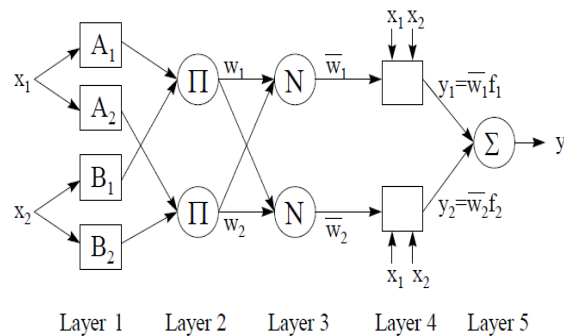 x₁ x₂
A₁
x₁
A₂
Π w₁ N w̅₁ y₁=w̅₁f₁
Σ y
B₁
x₂
B₂
Π w₂ N w̅₂ y₂=w̅₂f₂
x₁ x₂
Layer 1 Layer 2 Layer 3 Layer 4 Layer 5